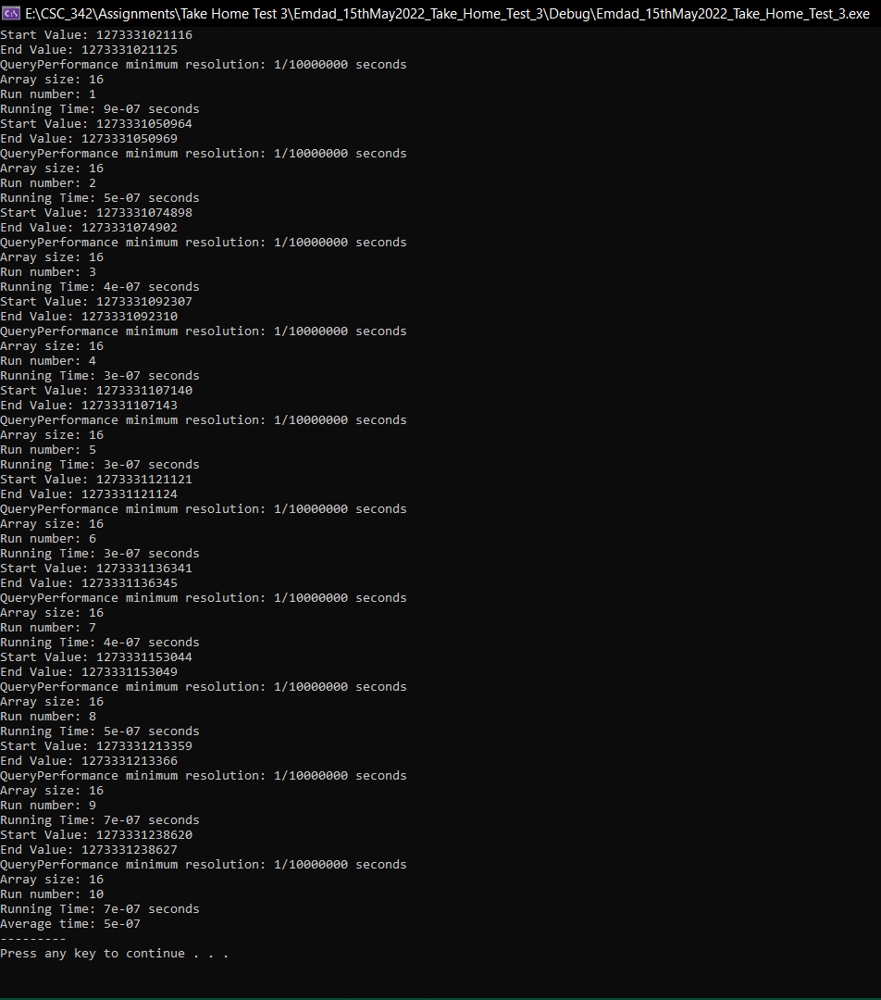 E:\CSC_342\Assignments\Take Home Test 3\Emdad_15thMay2022_Take_Home_Test_3\Debug\Emdad_15thMay2022_Take_Home_Test_3.exe
Start Value: 1273331021116
End Value: 1273331021125
QueryPerformance minimum resolution: 1/10000000 seconds
Array size: 16
Run number: 1
Running Time: 9e-07 seconds
Start Value: 1273331050964
End Value: 1273331050969
QueryPerformance minimum resolution: 1/10000000 seconds
Array size: 16
Run number: 2
Running Time: 5e-07 seconds
Start Value: 1273331074898
End Value: 1273331074902
QueryPerformance minimum resolution: 1/10000000 seconds
Array size: 16
Run number: 3
Running Time: 4e-07 seconds
Start Value: 1273331092307
End Value: 1273331092310
QueryPerformance minimum resolution: 1/10000000 seconds
Array size: 16
Run number: 4
Running Time: 3e-07 seconds
Start Value: 1273331107140
End Value: 1273331107143
QueryPerformance minimum resolution: 1/10000000 seconds
Array size: 16
Run number: 5
Running Time: 3e-07 seconds
Start Value: 1273331121121
End Value: 1273331121124
QueryPerformance minimum resolution: 1/10000000 seconds
Array size: 16
Run number: 6
Running Time: 3e-07 seconds
Start Value: 1273331136341
End Value: 1273331136345
QueryPerformance minimum resolution: 1/10000000 seconds
Array size: 16
Run number: 7
Running Time: 4e-07 seconds
Start Value: 1273331153044
End Value: 1273331153049
QueryPerformance minimum resolution: 1/10000000 seconds
Array size: 16
Run number: 8
Running Time: 5e-07 seconds
Start Value: 1273331213359
End Value: 1273331213366
QueryPerformance minimum resolution: 1/10000000 seconds
Array size: 16
Run number: 9
Running Time: 7e-07 seconds
Start Value: 1273331238620
End Value: 1273331238627
QueryPerformance minimum resolution: 1/10000000 seconds
Array size: 16
Run number: 10
Running Time: 7e-07 seconds
Average time: 5e-07
---------
Press any key to continue . . .